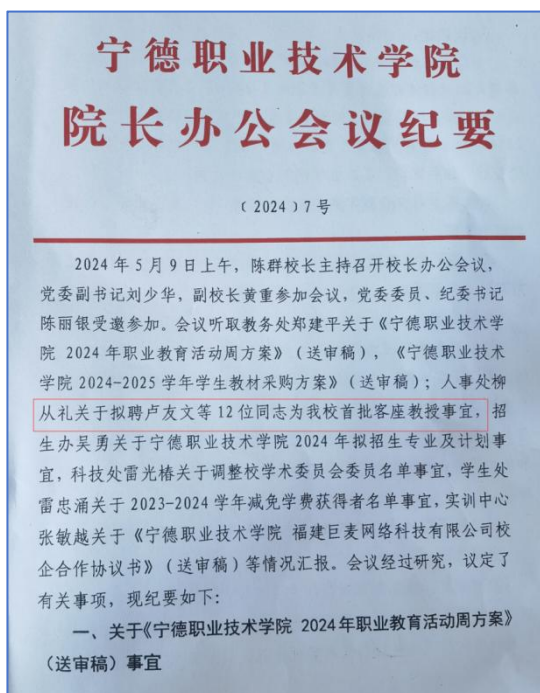 宁德职业技术学院
院长办公会议纪要
〔2024〕7号
2024年5月9日上午，陈群校长主持召开校长办公会议，
党委副书记刘少华，副校长黄重参加会议，党委委员、纪委书记
陈丽银受邀参加。会议听取教务处郑建平关于《宁德职业技术学
院 2024年职业教育活动周方案》（送审稿），《宁德职业技术
学院2024-2025学年学生教材采购方案》（送审稿）；人事处柳
从礼关于拟聘卢友文等12位同志为我校首批客座教授事宜，招
生办吴勇关于宁德职业技术学院2024年拟招生专业及计划事
宜，科技处雷光椿关于调整校学术委员会委员名单事宜，学生处
雷忠涌关于2023-2024学年减免学费获得者名单事宜，实训中心
张敏越关于《宁德职业技术学院 福建巨麦网络科技有限公司校
企合作协议书》（送审稿）等情况汇报。会议经过研究，议定了
有关事项，现纪要如下：
一、关于《宁德职业技术学院 2024年职业教育活动周方案》
（送审稿）事宜